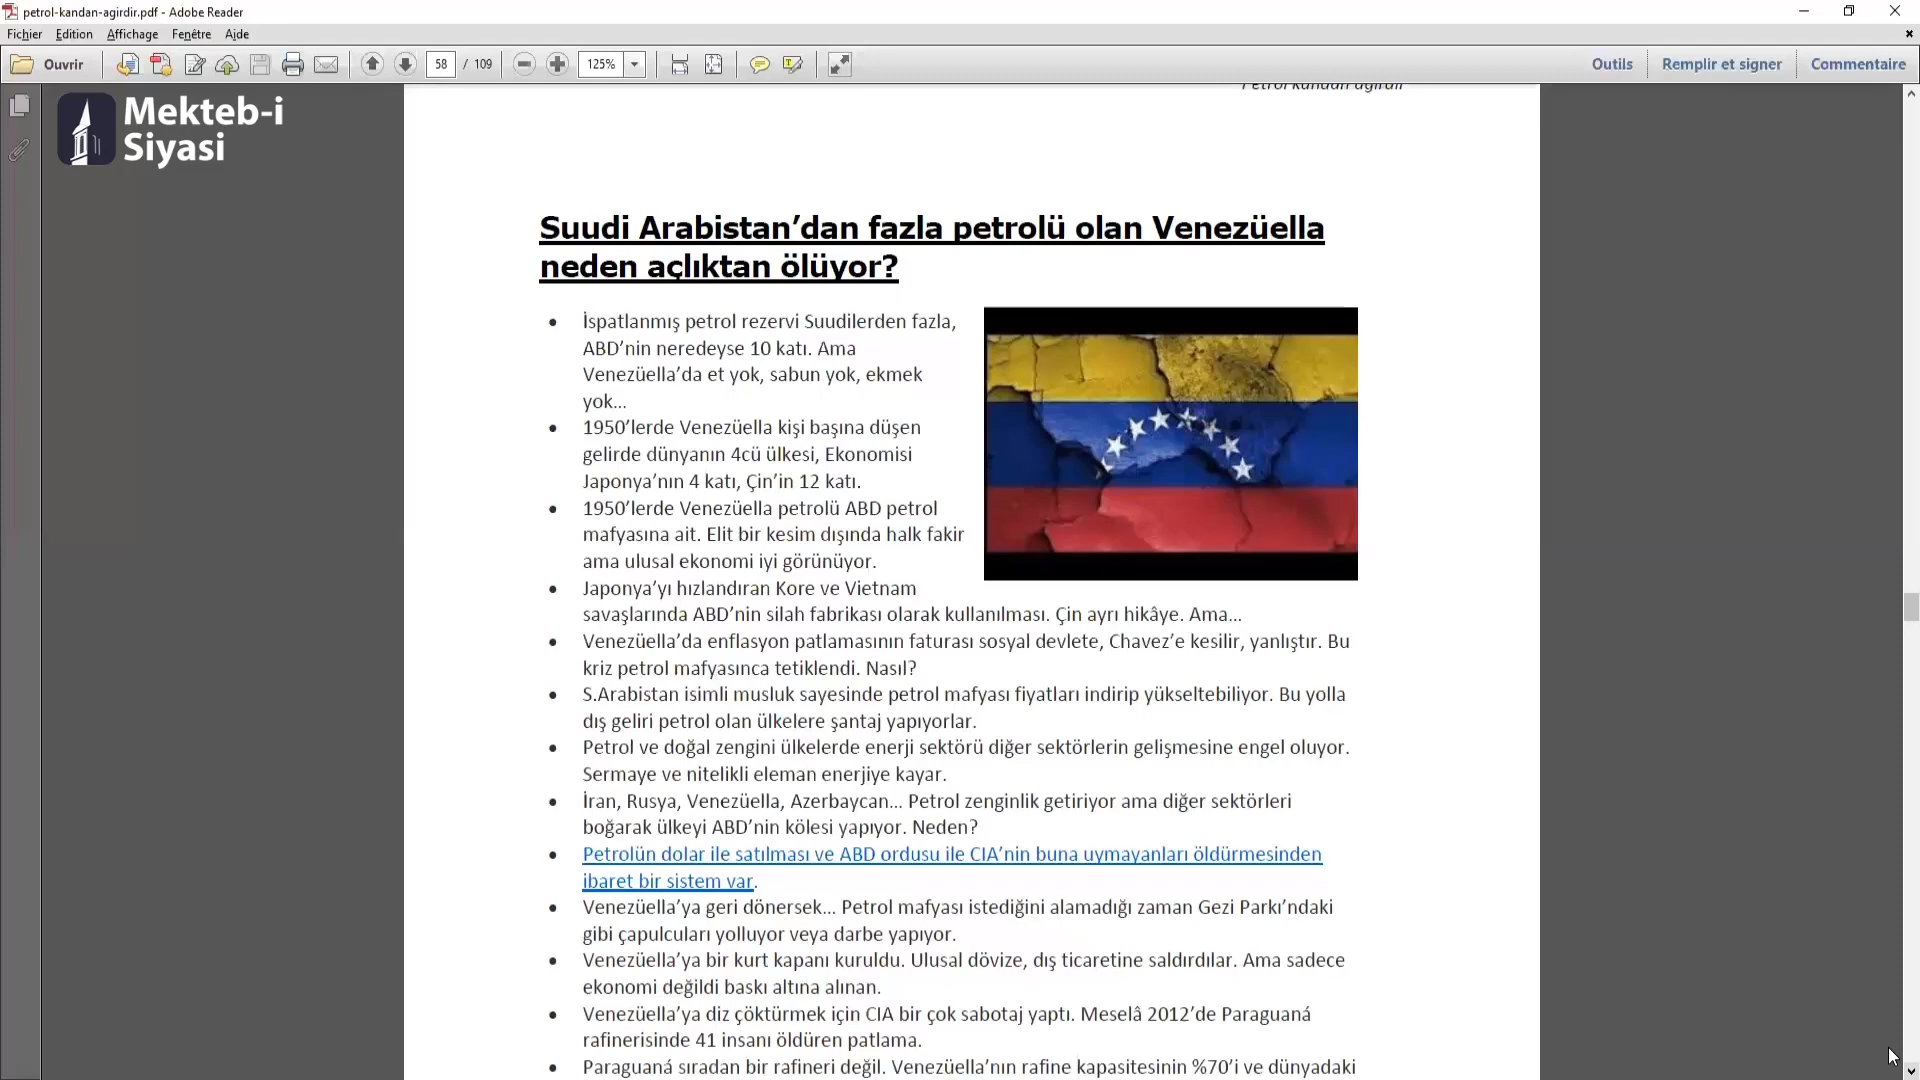 petrol-kandan-agirdir.pdf - Adobe Reader
Fichier Edition Affichage Fenêtre Aide
Ouvrir 58 / 109 125% Outils Remplir et signer Commentaire
Mekteb-i
Siyasi
Petrol kandan ağırdır
Suudi Arabistan’dan fazla petrolü olan Venezüella
neden açlıktan ölüyor?
• İspatlanmış petrol rezervi Suudilerden fazla,
ABD’nin neredeyse 10 katı. Ama
Venezüella’da et yok, sabun yok, ekmek
yok...
• 1950’lerde Venezüella kişi başına düşen
gelirde dünyanın 4cü ülkesi, Ekonomisi
Japonya’nın 4 katı, Çin’in 12 katı.
• 1950’lerde Venezüella petrolü ABD petrol
mafyasına ait. Elit bir kesim dışında halk fakir
ama ulusal ekonomi iyi görünüyor.
• Japonya’yı hızlandıran Kore ve Vietnam
savaşlarında ABD’nin silah fabrikası olarak kullanılması. Çin ayrı hikâye. Ama...
• Venezüella’da enflasyon patlamasının faturası sosyal devlete, Chavez’e kesilir, yanlıştır. Bu
kriz petrol mafyasınca tetiklendi. Nasıl?
• S.Arabistan isimli musluk sayesinde petrol mafyası fiyatları indirip yükseltebiliyor. Bu yolla
dış geliri petrol olan ülkelere şantaj yapıyorlar.
• Petrol ve doğal zengini ülkelerde enerji sektörü diğer sektörlerin gelişmesine engel oluyor.
Sermaye ve nitelikli eleman enerjiye kayar.
• İran, Rusya, Venezüella, Azerbaycan... Petrol zenginlik getiriyor ama diğer sektörleri
boğarak ülkeyi ABD’nin kölesi yapıyor. Neden?
• Petrolün dolar ile satılması ve ABD ordusu ile CIA’nin buna uymayanları öldürmesinden
ibaret bir sistem var.
• Venezüella’ya geri dönersek... Petrol mafyası istediğini alamadığı zaman Gezi Parkı’ndaki
gibi çapulcuları yolluyor veya darbe yapıyor.
• Venezüella’ya bir kurt kapanı kuruldu. Ulusal dövize, dış ticaretine saldırdılar. Ama sadece
ekonomi değildi baskı altına alınan.
• Venezüella’ya diz çöktürmek için CIA bir çok sabotaj yaptı. Meselâ 2012’de Paraguaná
rafinerisinde 41 insanı öldüren patlama.
• Paraguaná sıradan bir rafineri değil. Venezüella’nın rafine kapasitesinin %70’i ve dünyadaki